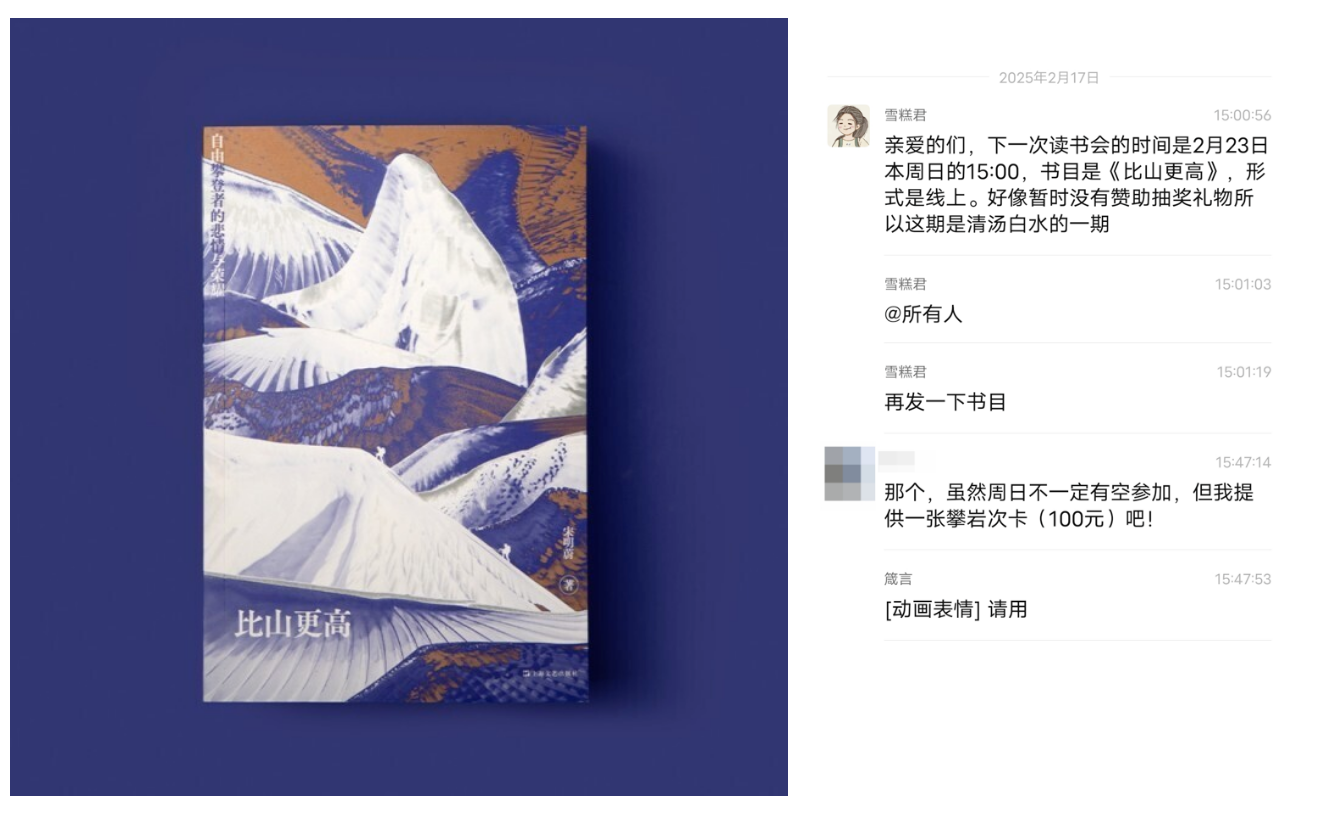 自由攀登者的悲情与荣耀
宋明蔚
著
比山更高
上海文艺出版社
2025年2月17日
雪糕君
15:00:56
亲爱的们，下一次读书会的时间是2月23日
本周日的15:00，书目是《比山更高》，形
式是线上。好像暂时没有赞助抽奖礼物所
以这期是清汤白水的一期
雪糕君
15:01:03
@所有人
雪糕君
15:01:19
再发一下书目
15:47:14
那个，虽然周日不一定有空参加，但我提
供一张攀岩次卡（100元）吧！
箴言
15:47:53
[动画表情] 请用